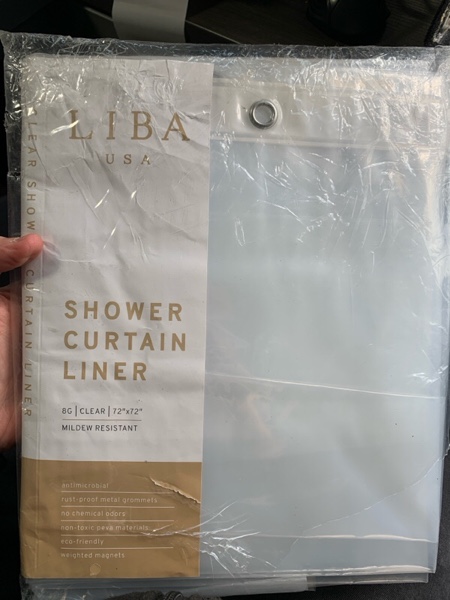 LIBA
USA
SHOWER
CURTAIN
LINER
8G | CLEAR | 72"x72"
MILDEW RESISTANT
antimicrobial
rust-proof metal grommets
no chemical odors
non-toxic peva materials
eco-friendly
weighted magnets
CLEAR SHOWER CURTAIN LINER